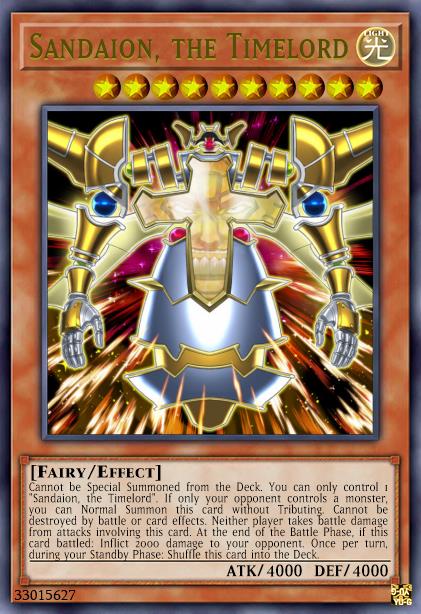 SANDAION, THE TIMELORD
LIGHT
光
[FAIRY/EFFECT]
Cannot be Special Summoned from the Deck. You can only control 1
"Sandaion, the Timelord". If only your opponent controls a monster,
you can Normal Summon this card without Tributing. Cannot be
destroyed by battle or card effects. Neither player takes battle damage
from attacks involving this card. At the end of the Battle Phase, if this
card battled: Inflict 2000 damage to your opponent. Once per turn,
during your Standby Phase: Shuffle this card into the Deck.
ATK/4000 DEF/4000
33015627